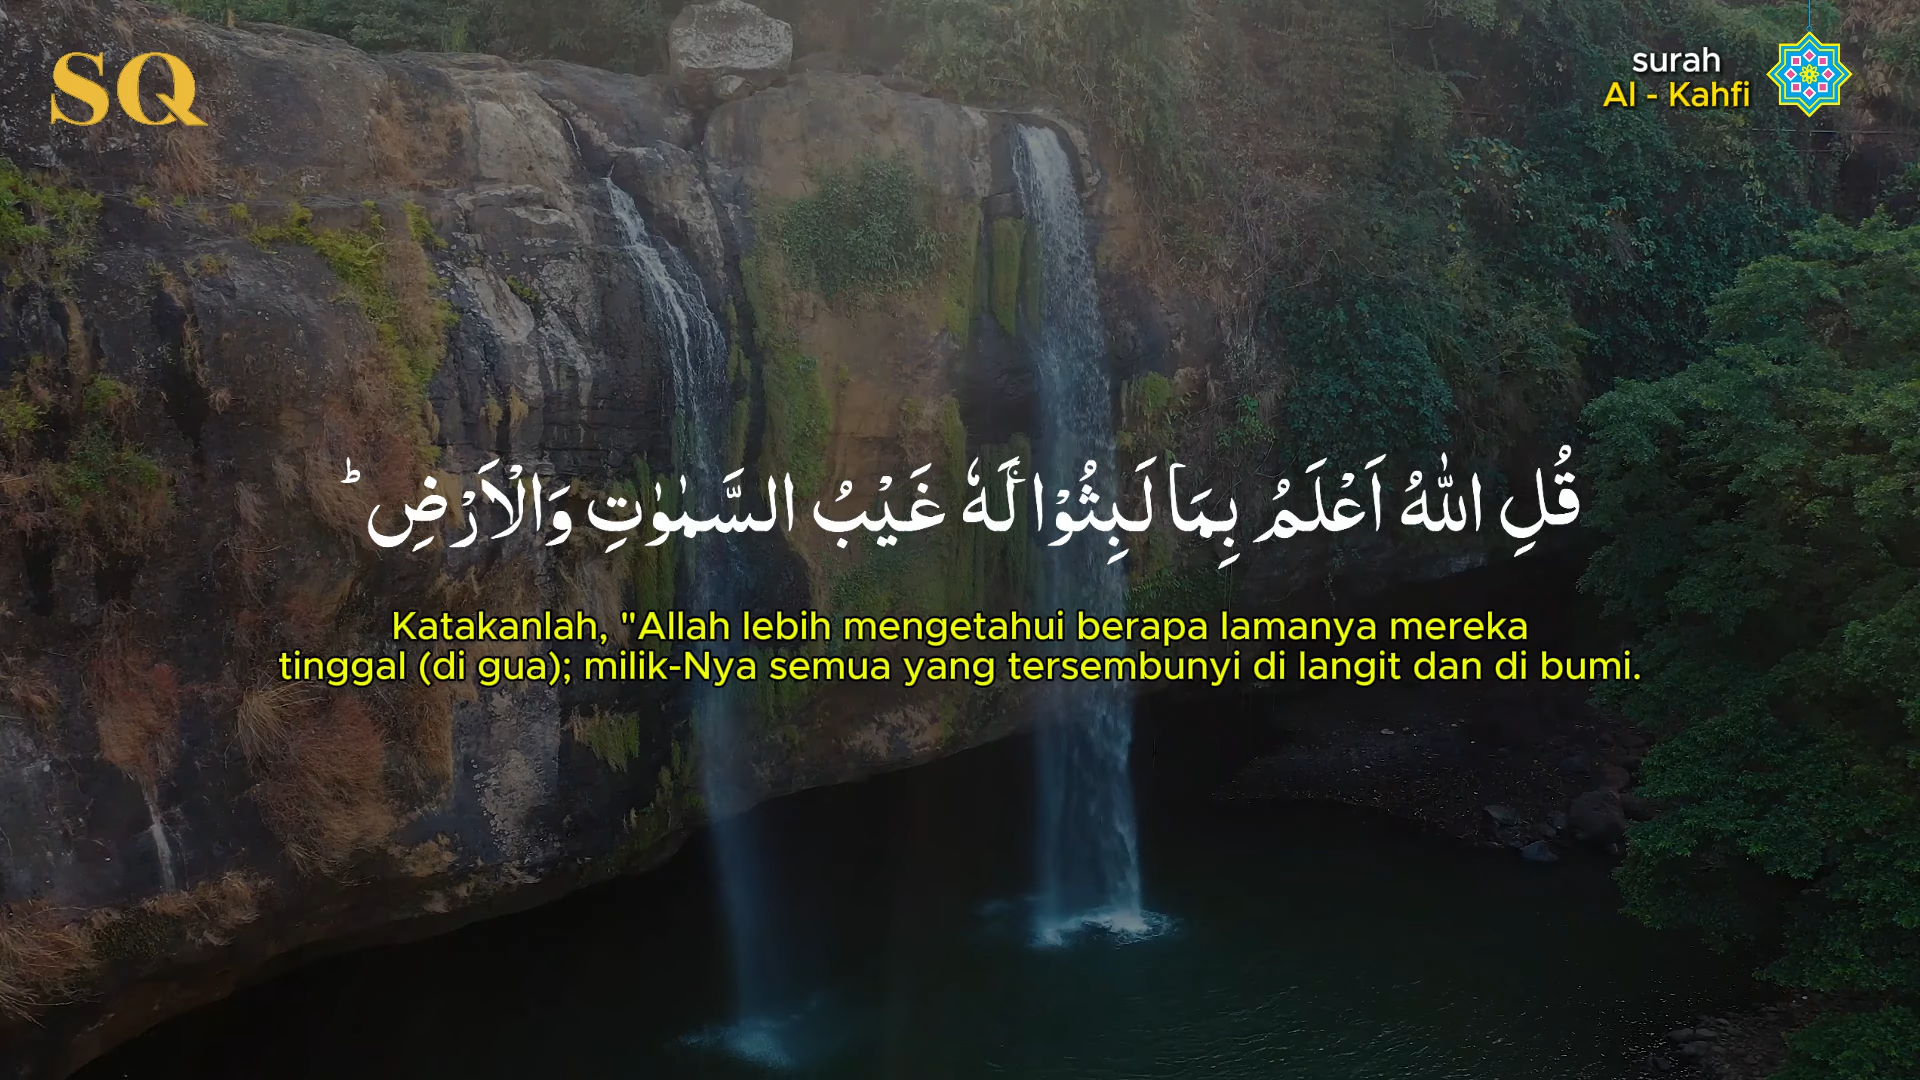 SQ
surah
Al - Kahfi
قُلِ اللّٰهُ اَعْلَمُ بِمَا لَبِثُوْا ۚ لَهٗ غَيْبُ السَّمٰوٰتِ وَالْاَرْضِۗ
Katakanlah, "Allah lebih mengetahui berapa lamanya mereka
tinggal (di gua); milik-Nya semua yang tersembunyi di langit dan di bumi.